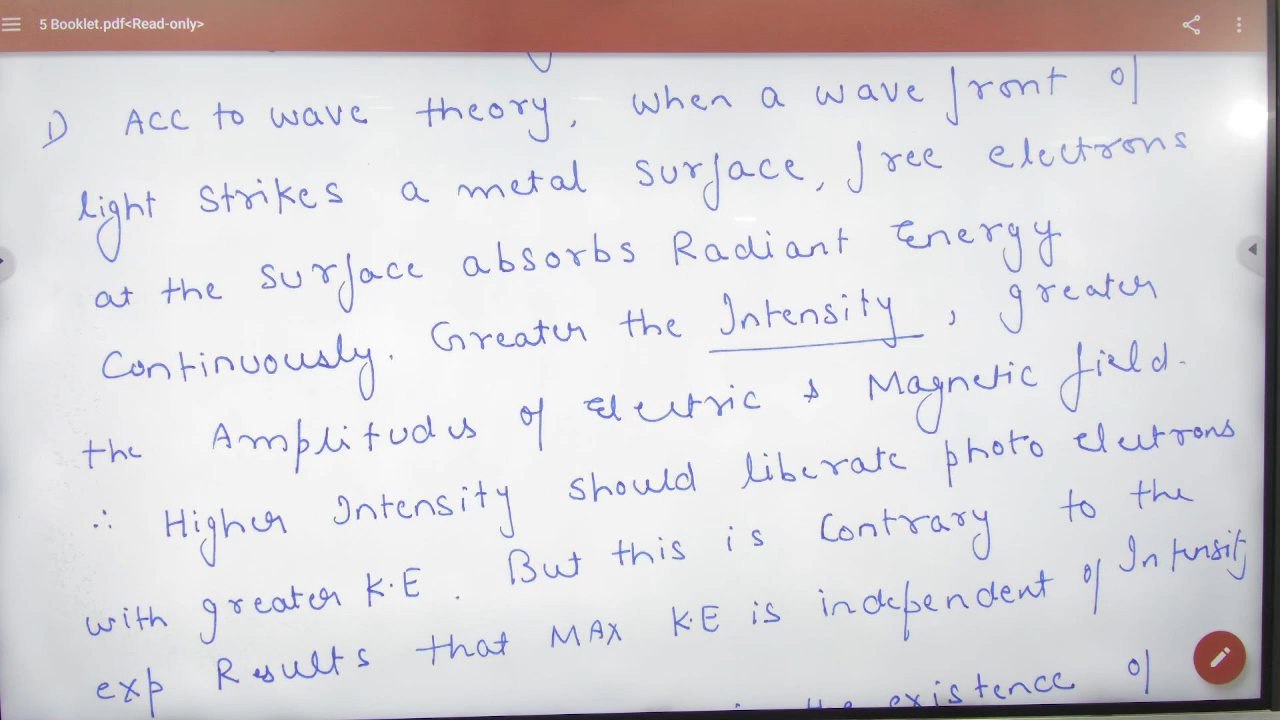 5 Booklet.pdf<Read-only>
1) Acc to wave theory, when a wave front of
light strikes a metal surface, free electrons
at the surface absorbs Radiant Energy
Continuously. Greater the Intensity, greater
the Amplitudes of Electric & Magnetic field.
∴ Higher Intensity should liberate photo electrons
with greater K.E. But this is Contrary to the
exp Results that MAX K.E is independent of Intensity
the existence of